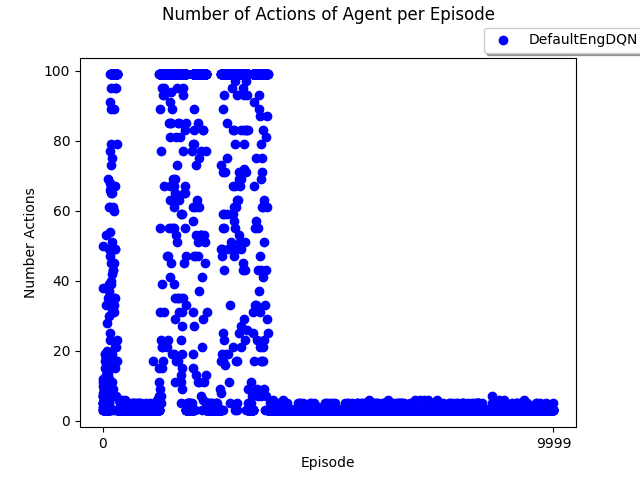 Number of Actions of Agent per Episode
DefaultEngDQN
100
80
60
40
20
0
Number Actions
0
9999
Episode